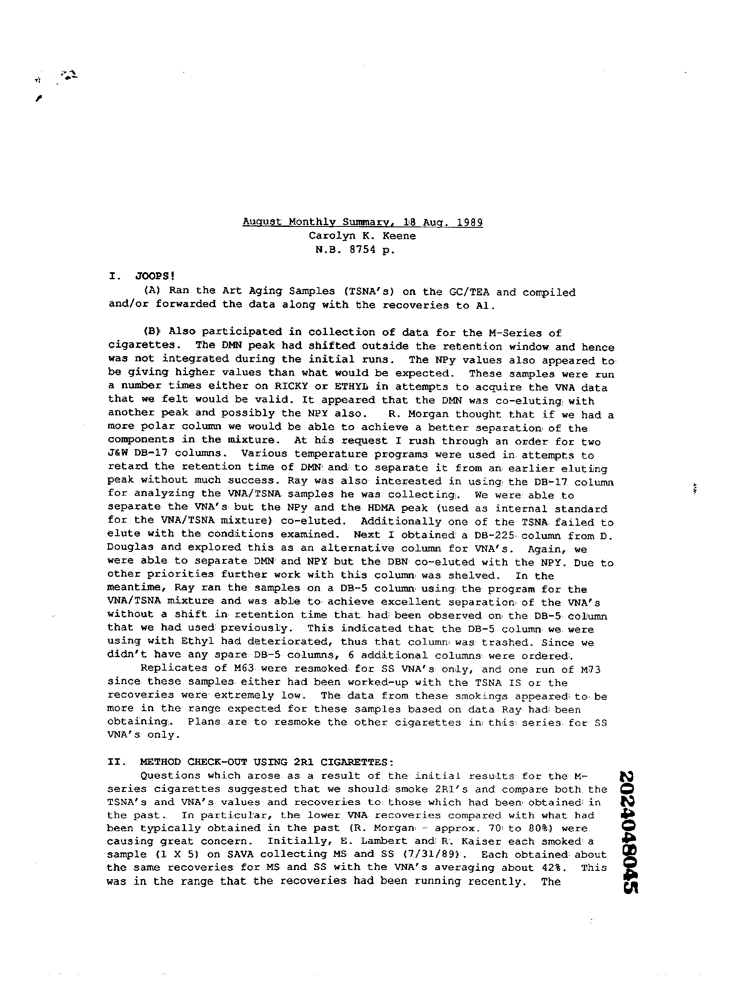 August Monthly Summary, 18 Aug. 1989
Carolyn K. Keene
N.B. 8754 p.
I. JOOPS!
(A) Ran the Art Aging Samples (TSNA's) on the GC/TEA and compiled
and/or forwarded the data along with the recoveries to Al.
(B) Also participated in collection of data for the M-Series of
cigarettes. The DMN peak had shifted outside the retention window and hence
was not integrated during the initial runs. The NPy values also appeared to
be giving higher values than what would be expected. These samples were run
a number times either on RICKY or ETHYL in attempts to acquire the VNA data
that we felt would be valid. It appeared that the DMN was co-eluting with
another peak and possibly the NPY also. R. Morgan thought that if we had a
more polar column we would be able to achieve a better separation of the
components in the mixture. At his request I rush through an order for two
J&W DB-17 columns. Various temperature programs were used in attempts to
retard the retention time of DMN and to separate it from an earlier eluting
peak without much success. Ray was also interested in using the DB-17 column
for analyzing the VNA/TSNA samples he was collecting. We were able to
separate the VNA's but the NPy and the HDMA peak (used as internal standard
for the VNA/TSNA mixture) co-eluted. Additionally one of the TSNA failed to
elute with the conditions examined. Next I obtained a DB-225 column from D.
Douglas and explored this as an alternative column for VNA's. Again, we
were able to separate DMN and NPY but the DBN co-eluted with the NPY. Due to
other priorities further work with this column was shelved. In the
meantime, Ray ran the samples on a DB-5 column using the program for the
VNA/TSNA mixture and was able to achieve excellent separation of the VNA's
without a shift in retention time that had been observed on the DB-5 column
that we had used previously. This indicated that the DB-5 column we were
using with Ethyl had deteriorated, thus that column was trashed. Since we
didn't have any spare DB-5 columns, 6 additional columns were ordered.
Replicates of M63 were resmoked for SS VNA's only, and one run of M73
since these samples either had been worked-up with the TSNA IS or the
recoveries were extremely low. The data from these smokings appeared to be
more in the range expected for these samples based on data Ray had been
obtaining. Plans are to resmoke the other cigarettes in this series for SS
VNA's only.
II. METHOD CHECK-OUT USING 2R1 CIGARETTES:
Questions which arose as a result of the initial results for the M-
series cigarettes suggested that we should smoke 2R1's and compare both the
TSNA's and VNA's values and recoveries to those which had been obtained in
the past. In particular, the lower VNA recoveries compared with what had
been typically obtained in the past (R. Morgan - approx. 70 to 80%) were
causing great concern. Initially, E. Lambert and R. Kaiser each smoked a
sample (1 X 5) on SAVA collecting MS and SS (7/31/89). Each obtained about
the same recoveries for MS and SS with the VNA's averaging about 42%. This
was in the range that the recoveries had been running recently. The
2024048045